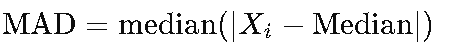 MAD = median(|X_i − Median|)